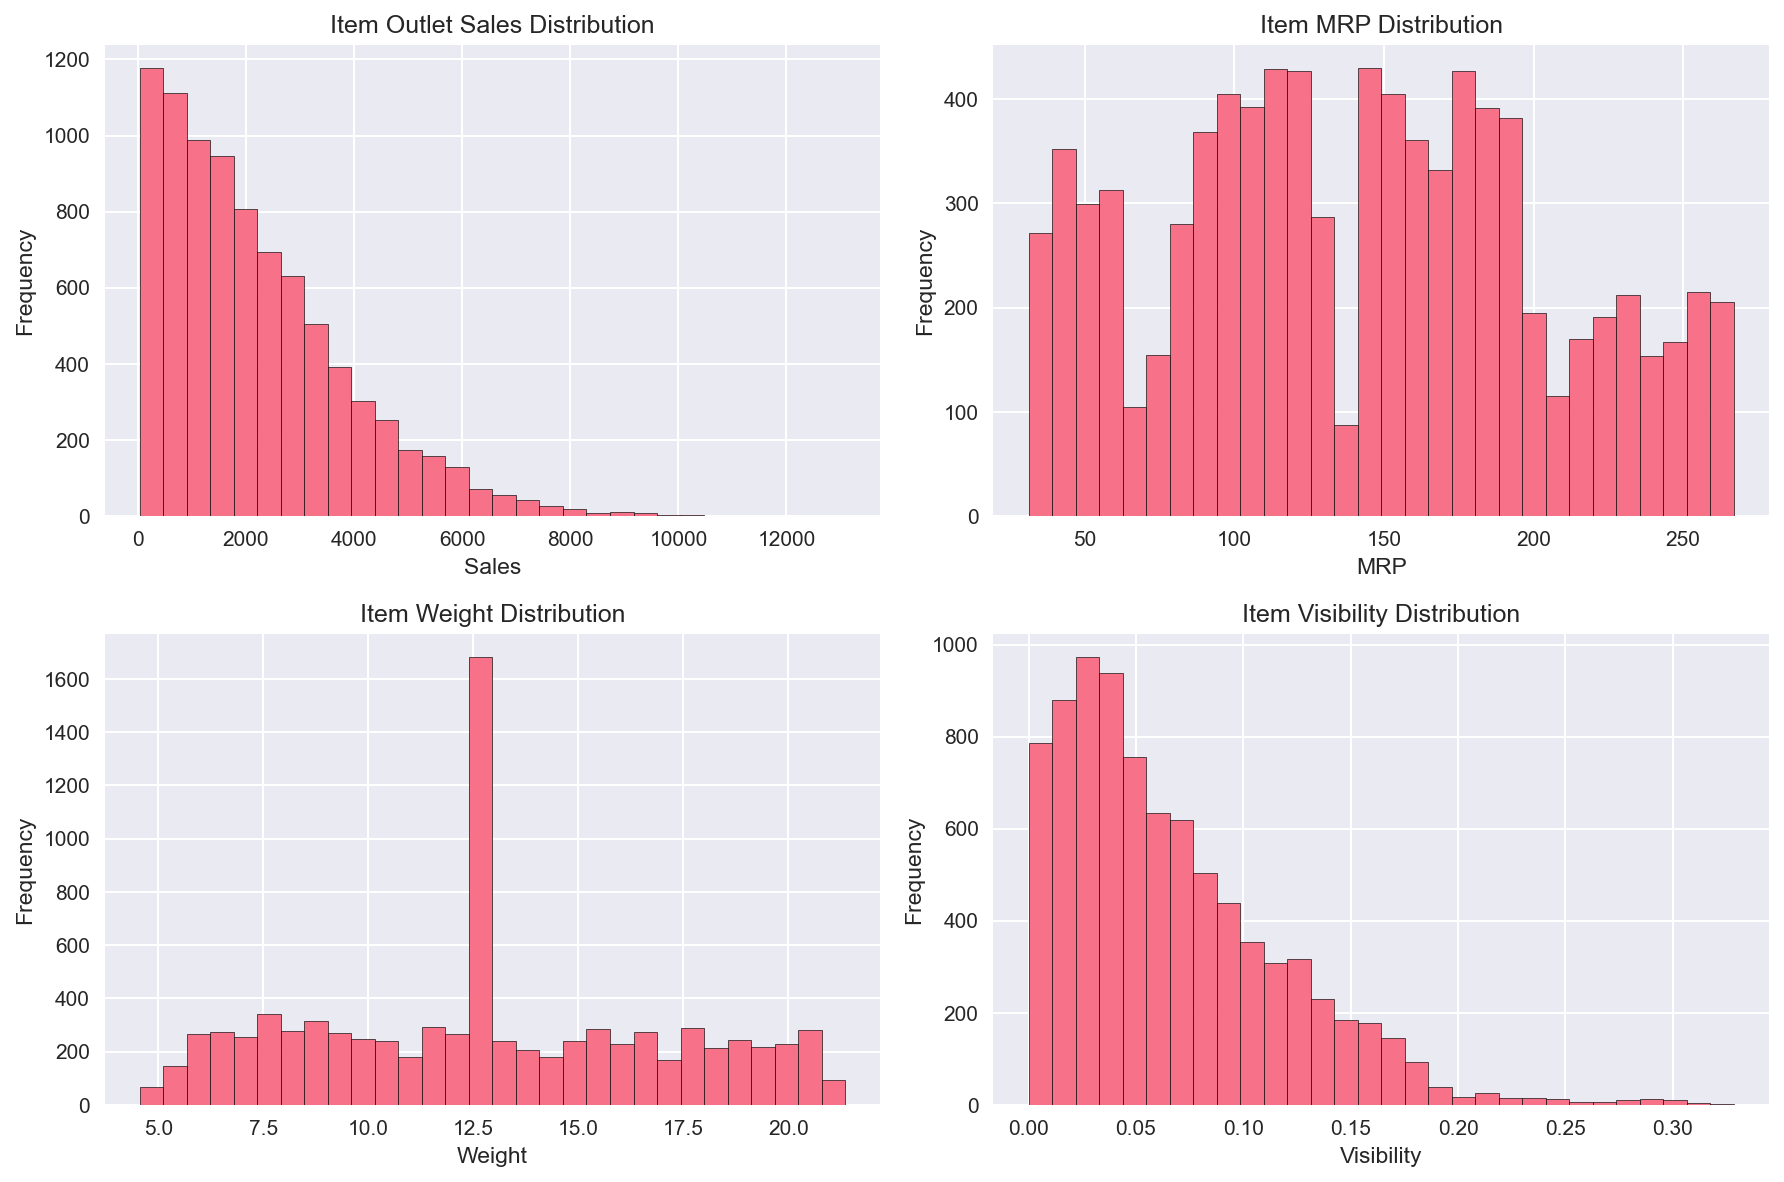 Item Outlet Sales Distribution
1200
1000
800
600
400
200
0
Frequency
0 2000 4000 6000 8000 10000 12000
Sales
Item MRP Distribution
400
300
200
100
0
Frequency
50 100 150 200 250
MRP
Item Weight Distribution
1600
1400
1200
1000
800
600
400
200
0
Frequency
5.0 7.5 10.0 12.5 15.0 17.5 20.0
Weight
Item Visibility Distribution
1000
800
600
400
200
0
Frequency
0.00 0.05 0.10 0.15 0.20 0.25 0.30
Visibility